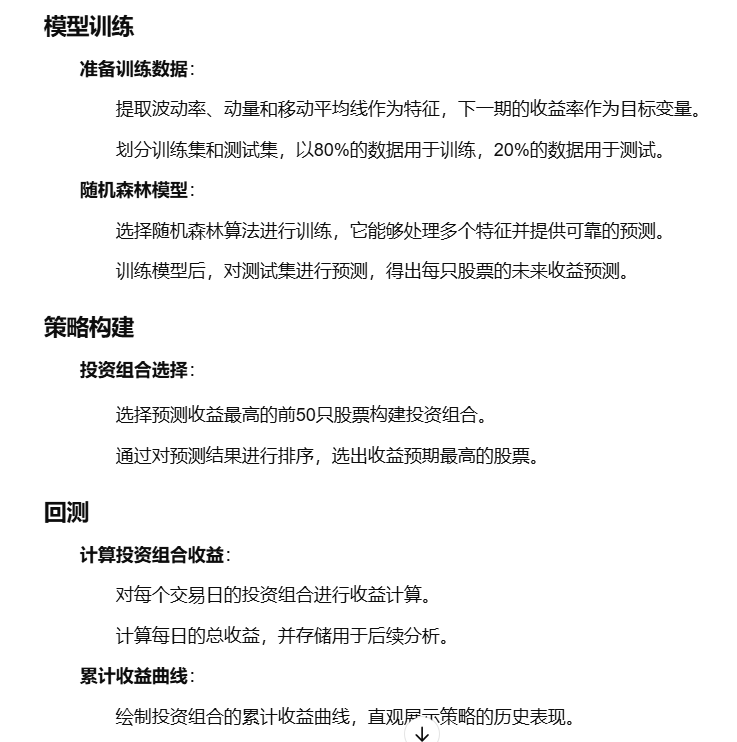 模型训练
准备训练数据：
提取波动率、动量和移动平均线作为特征，下一期的收益率作为目标变量。
划分训练集和测试集，以80%的数据用于训练，20%的数据用于测试。
随机森林模型：
选择随机森林算法进行训练，它能够处理多个特征并提供可靠的预测。
训练模型后，对测试集进行预测，得出每只股票的未来收益预测。
策略构建
投资组合选择：
选择预测收益最高的前50只股票构建投资组合。
通过对预测结果进行排序，选出收益预期最高的股票。
回测
计算投资组合收益：
对每个交易日的投资组合进行收益计算。
计算每日的总收益，并存储用于后续分析。
累计收益曲线：
绘制投资组合的累计收益曲线，直观展示策略的历史表现。